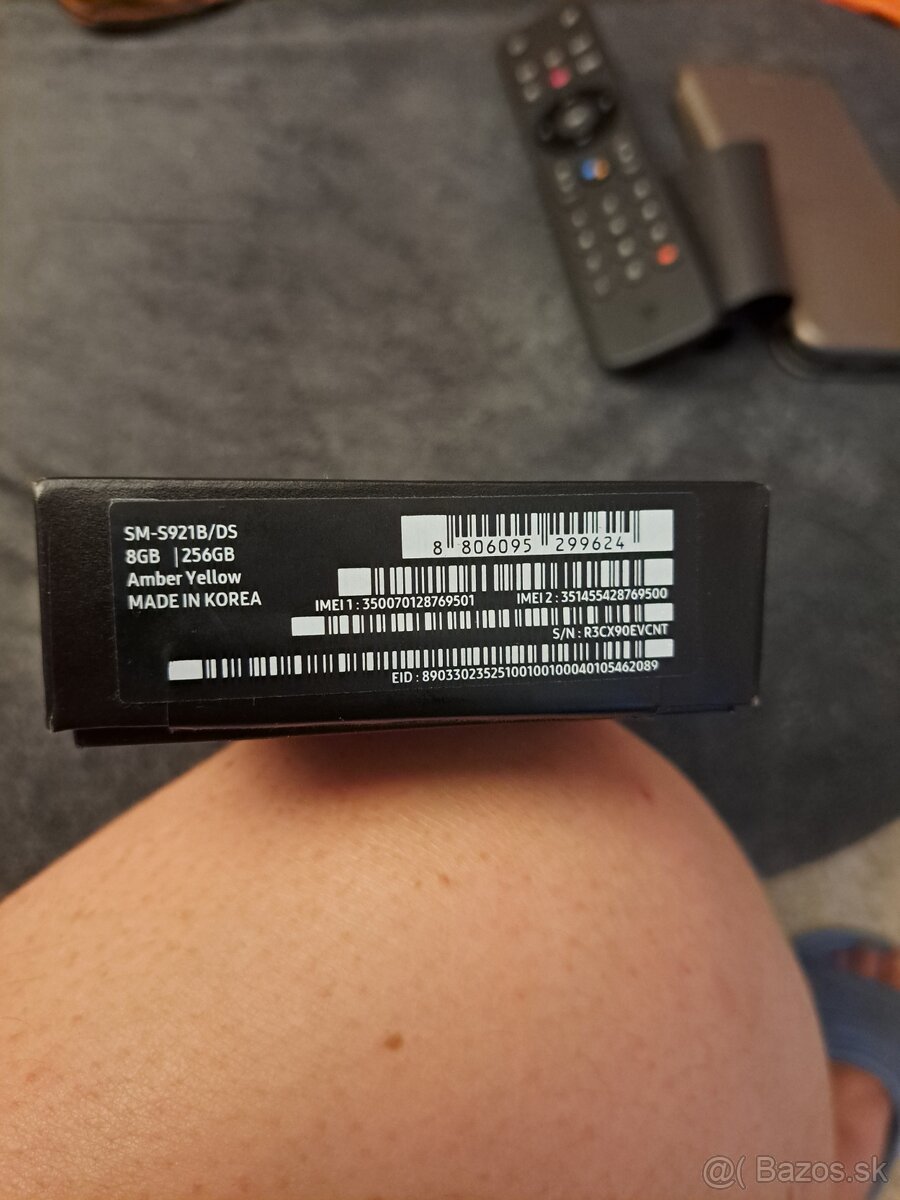 SM-S921B/DS
8GB | 256GB
Amber Yellow
MADE IN KOREA
8 806095 299624
IMEI 1 : 350070128769501 IMEI 2 : 351455428769500
S/N : R3CX90EVCNT
EID : 89033023525100100100040105462089
@( Bazos.sk